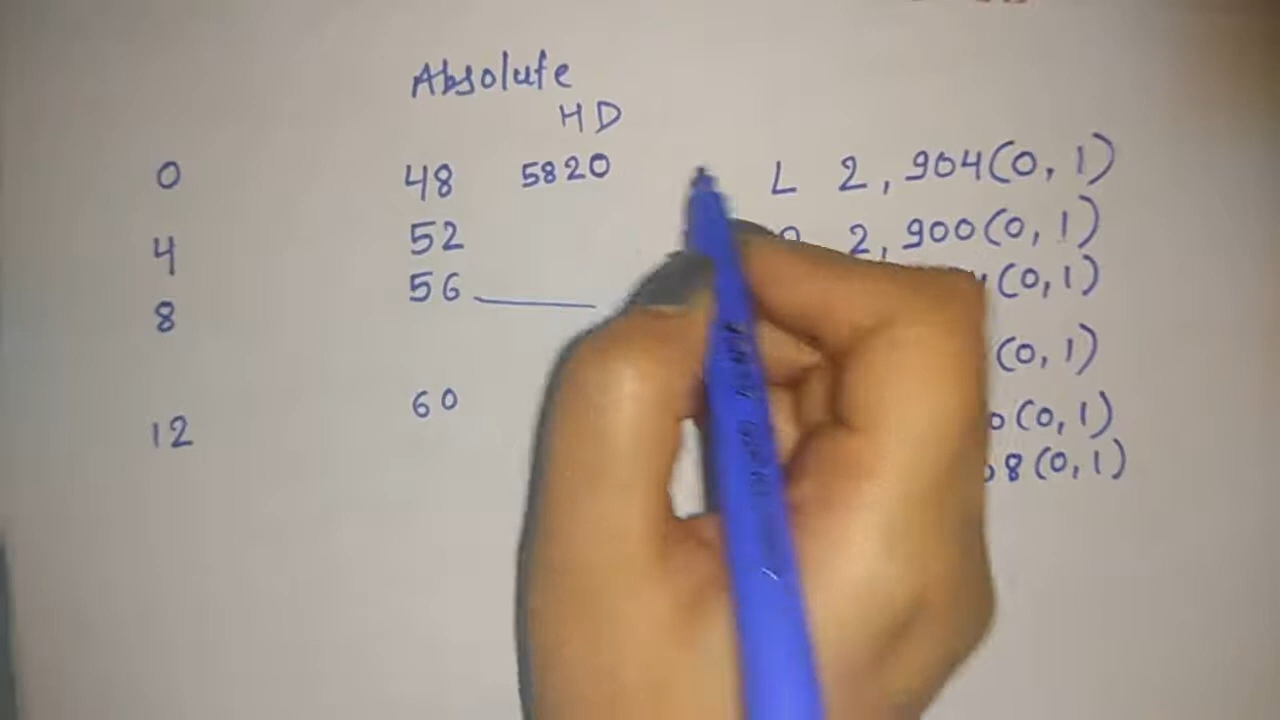 Absolute
HD
0 48 5820 L 2, 904(0, 1)
4 52 2, 900(0, 1)
8 56 (0, 1)
(0, 1)
12 60 0(0, 1)
8(0, 1)